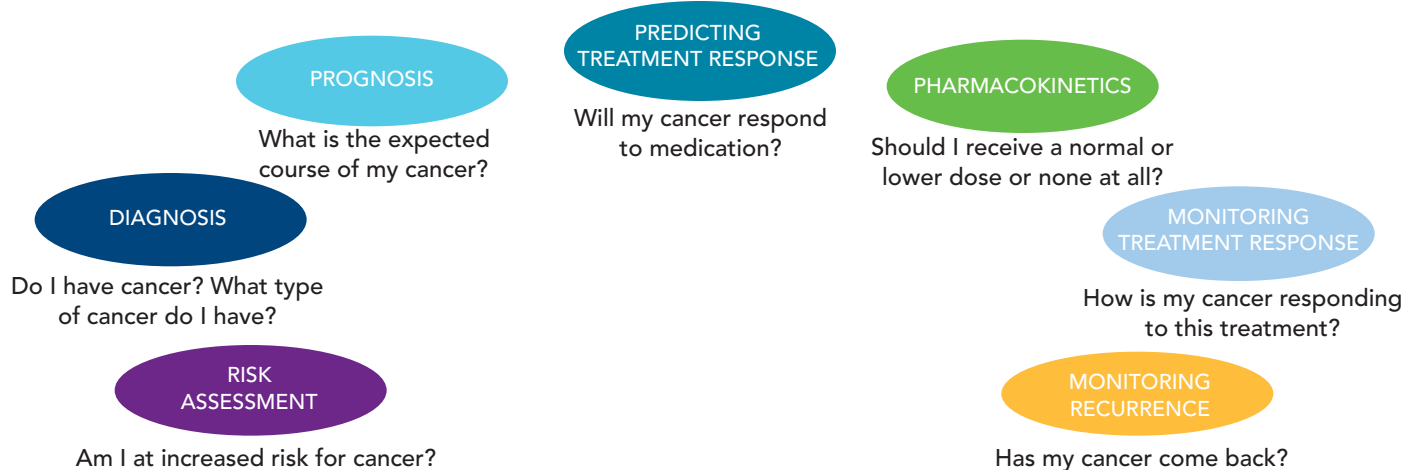 PREDICTING
TREATMENT RESPONSE
Will my cancer respond
to medication?
PROGNOSIS
What is the expected
course of my cancer?
PHARMACOKINETICS
Should I receive a normal or
lower dose or none at all?
DIAGNOSIS
Do I have cancer? What type
of cancer do I have?
MONITORING
TREATMENT RESPONSE
How is my cancer responding
to this treatment?
RISK
ASSESSMENT
Am I at increased risk for cancer?
MONITORING
RECURRENCE
Has my cancer come back?